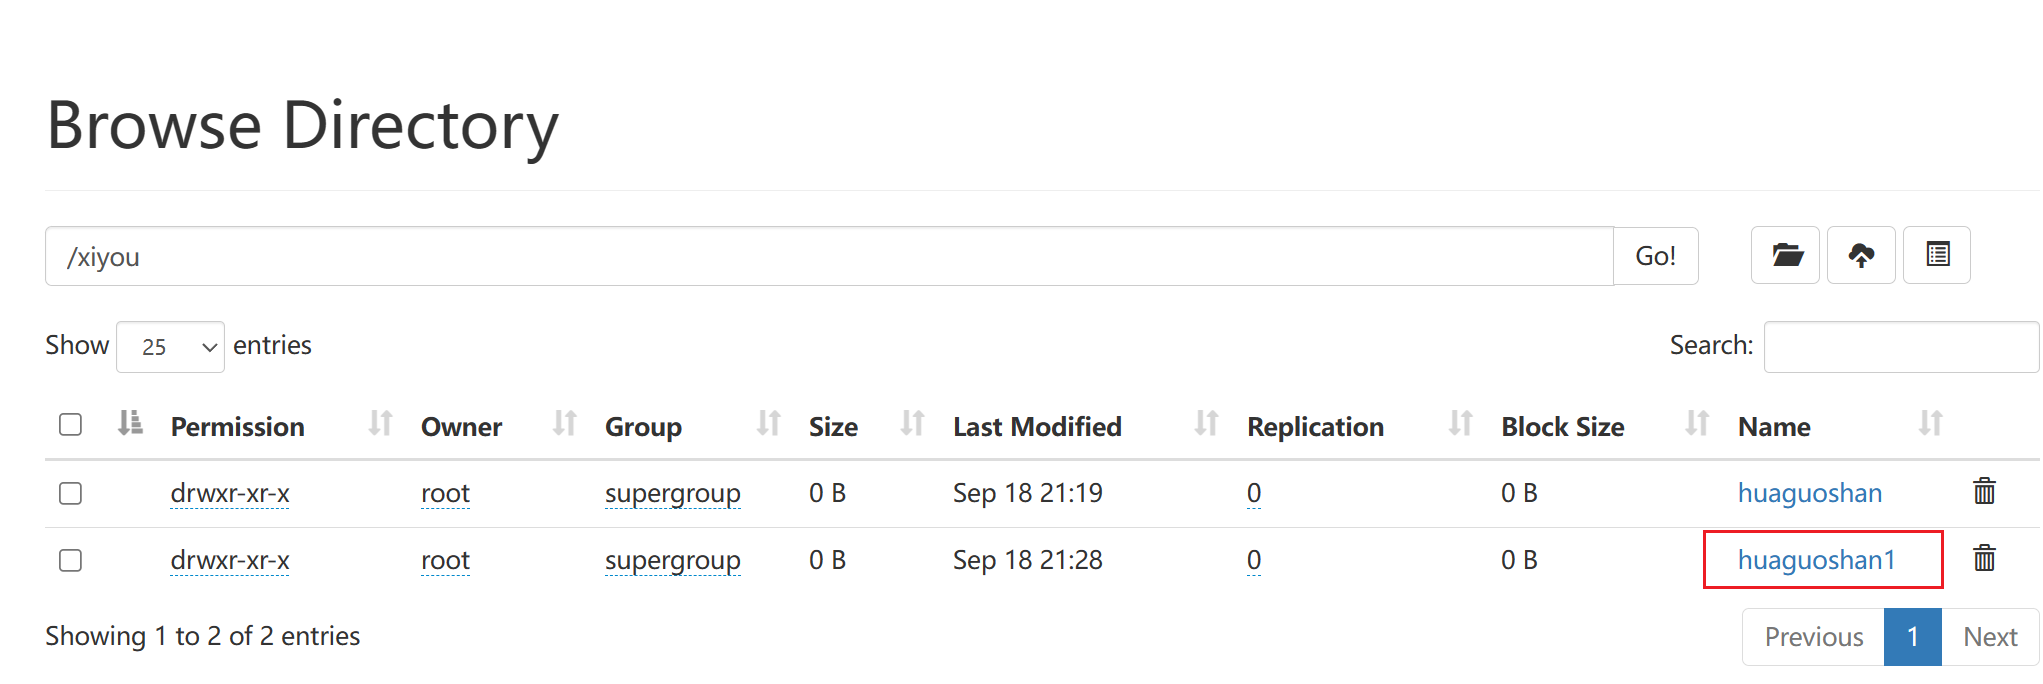 Browse Directory
/xiyou Go!
Show 25 entries Search:
Permission Owner Group Size Last Modified Replication Block Size Name
drwxr-xr-x root supergroup 0 B Sep 18 21:19 0 0 B huaguoshan
drwxr-xr-x root supergroup 0 B Sep 18 21:28 0 0 B huaguoshan1
Showing 1 to 2 of 2 entries Previous 1 Next